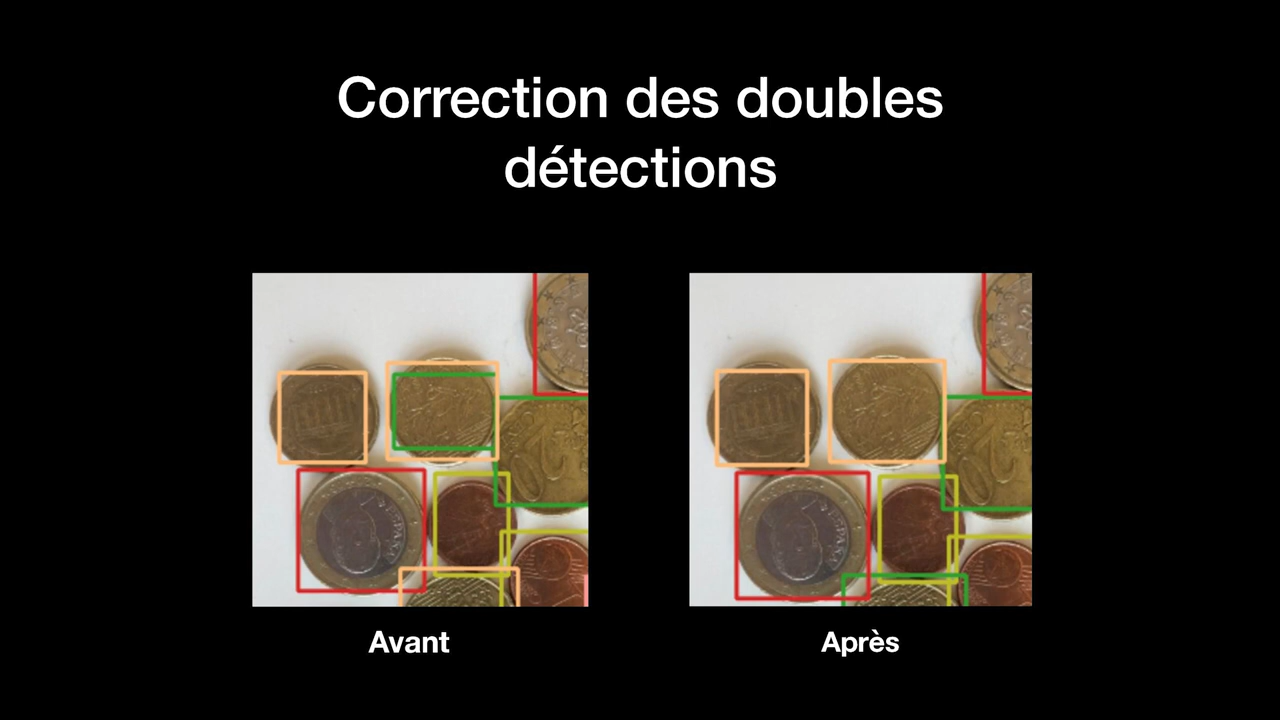 Correction des doubles
détections
Avant
Après